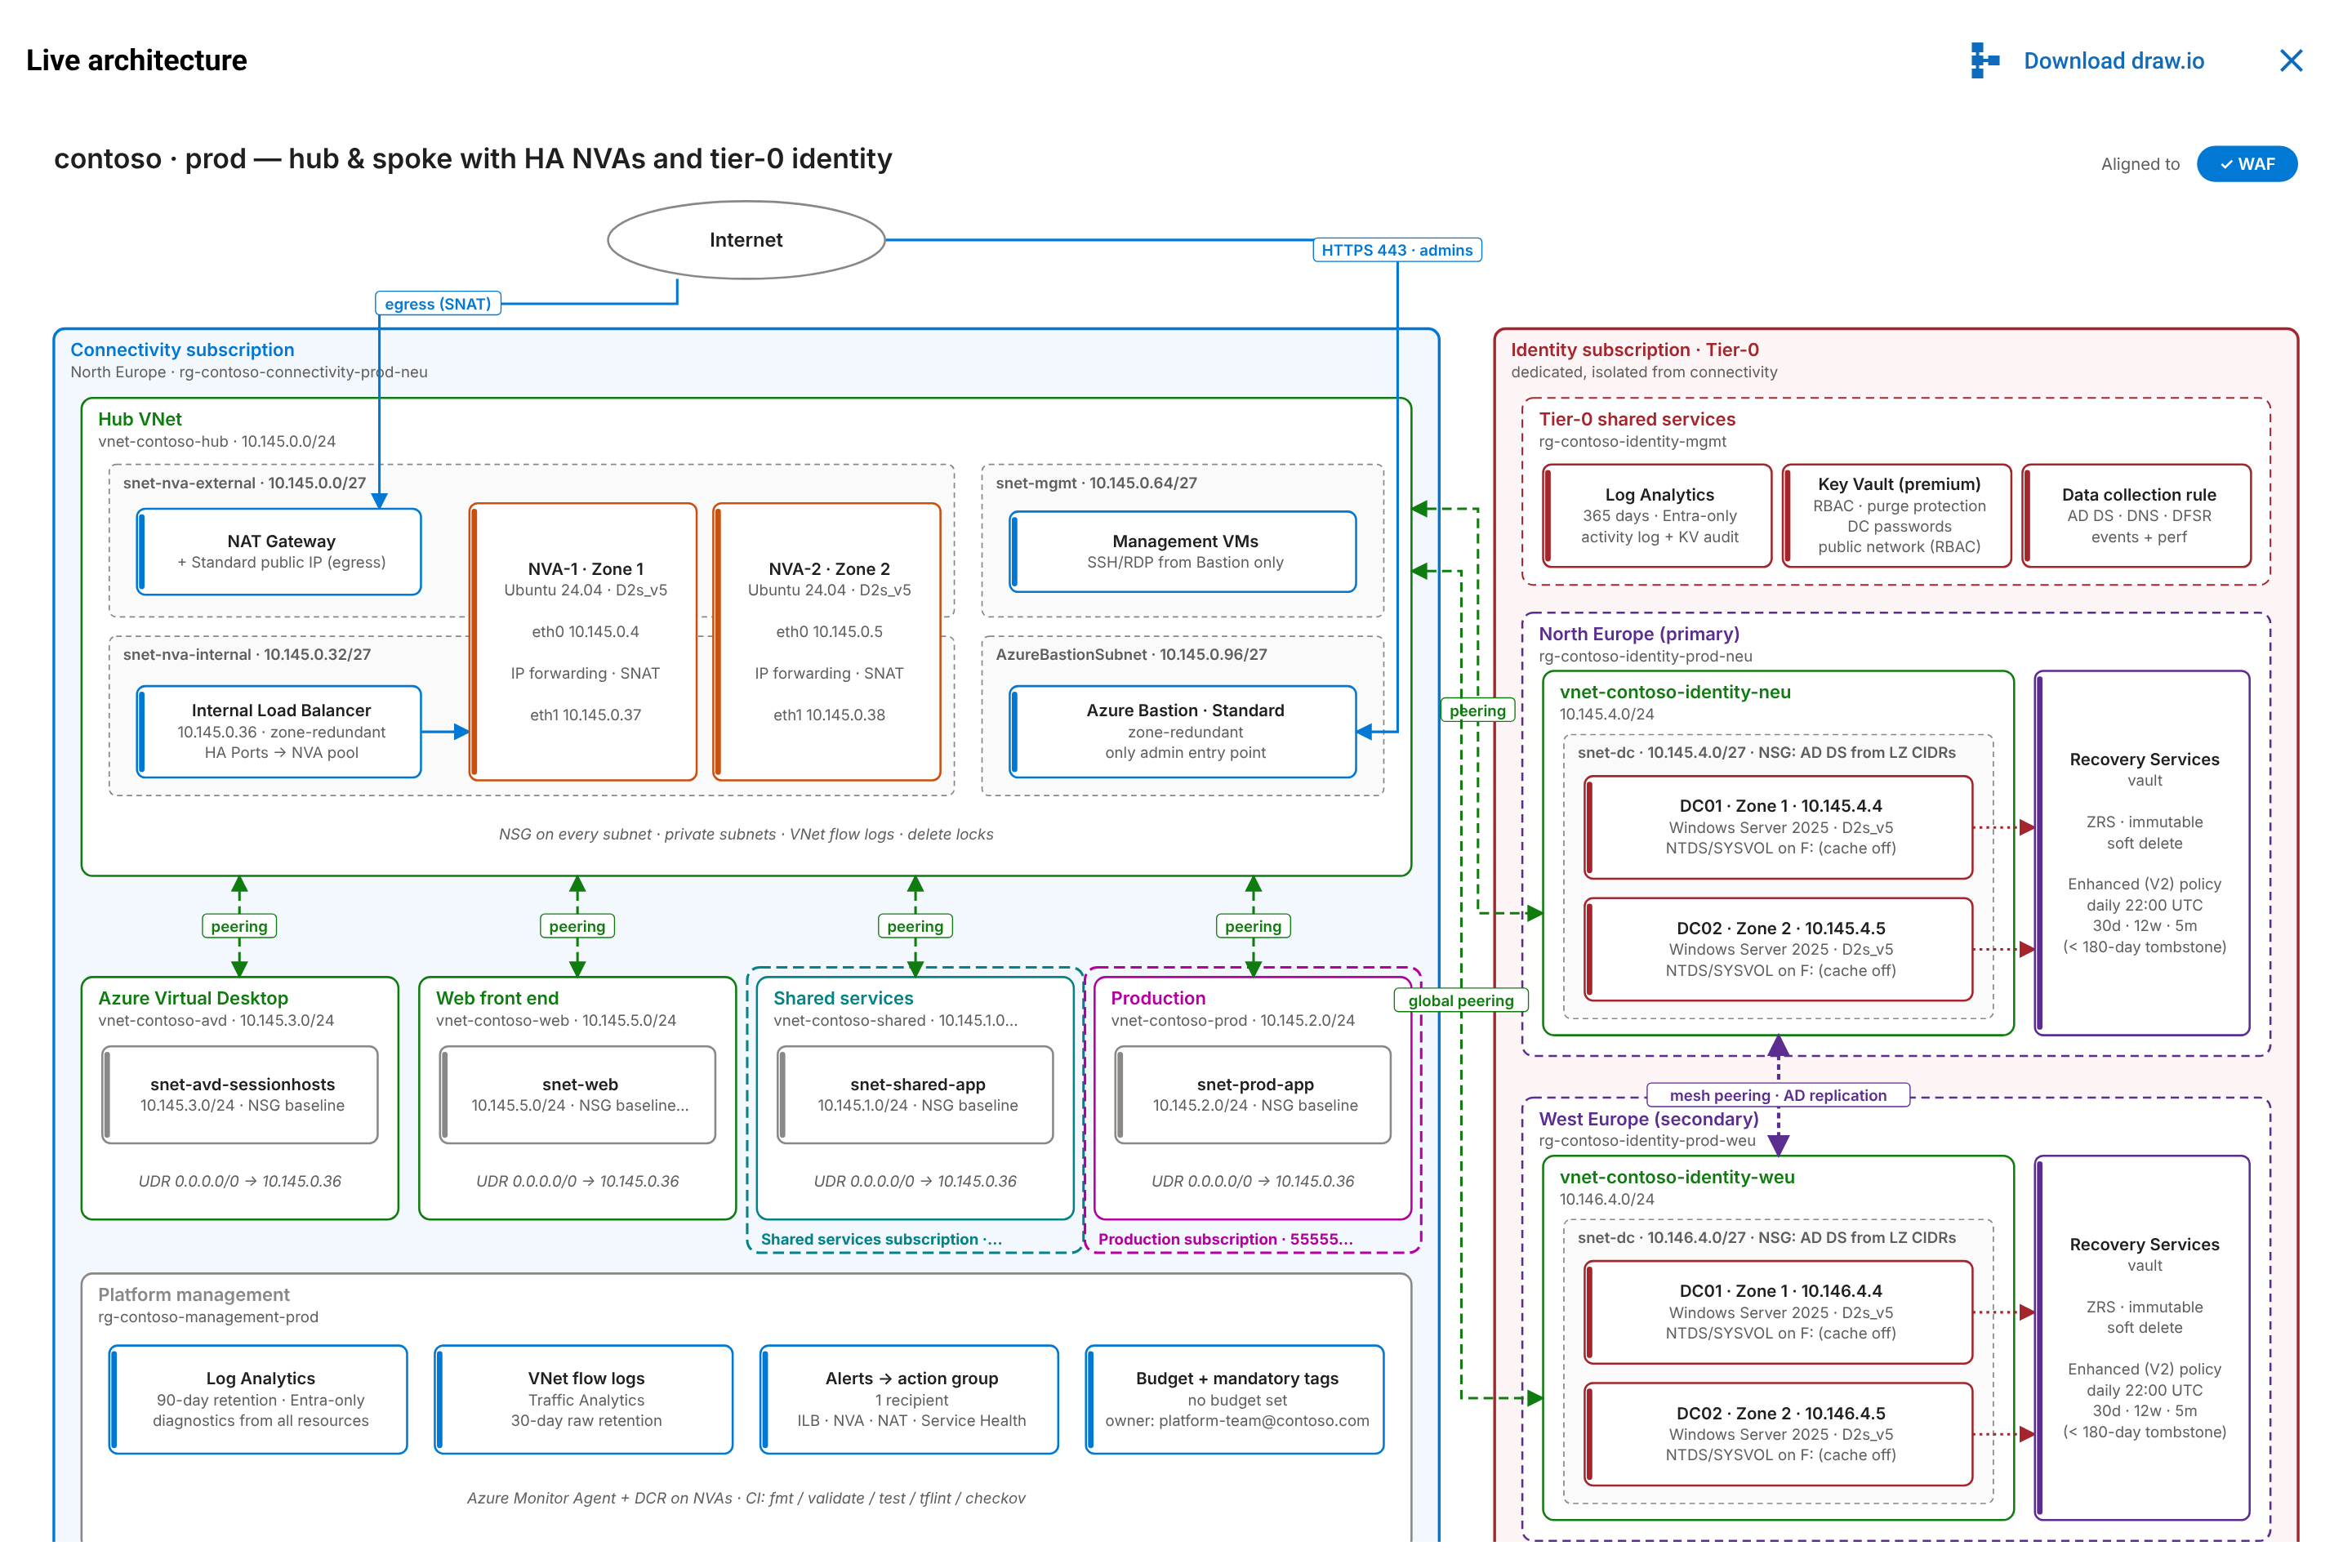 Live architecture
Download draw.io
contoso · prod — hub & spoke with HA NVAs and tier-0 identity
Aligned to
✓ WAF
Internet
HTTPS 443 · admins
egress (SNAT)
Connectivity subscription
North Europe · rg-contoso-connectivity-prod-neu
Hub VNet
vnet-contoso-hub · 10.145.0.0/24
snet-nva-external · 10.145.0.0/27
NAT Gateway
+ Standard public IP (egress)
snet-nva-internal · 10.145.0.32/27
Internal Load Balancer
10.145.0.36 · zone-redundant
HA Ports → NVA pool
NVA-1 · Zone 1
Ubuntu 24.04 · D2s_v5
eth0 10.145.0.4
IP forwarding · SNAT
eth1 10.145.0.37
NVA-2 · Zone 2
Ubuntu 24.04 · D2s_v5
eth0 10.145.0.5
IP forwarding · SNAT
eth1 10.145.0.38
snet-mgmt · 10.145.0.64/27
Management VMs
SSH/RDP from Bastion only
AzureBastionSubnet · 10.145.0.96/27
Azure Bastion · Standard
zone-redundant
only admin entry point
NSG on every subnet · private subnets · VNet flow logs · delete locks
peering
peering
peering
peering
peering
global peering
Azure Virtual Desktop
vnet-contoso-avd · 10.145.3.0/24
snet-avd-sessionhosts
10.145.3.0/24 · NSG baseline
UDR 0.0.0.0/0 → 10.145.0.36
Web front end
vnet-contoso-web · 10.145.5.0/24
snet-web
10.145.5.0/24 · NSG baseline...
UDR 0.0.0.0/0 → 10.145.0.36
Shared services
vnet-contoso-shared · 10.145.1.0...
snet-shared-app
10.145.1.0/24 · NSG baseline
UDR 0.0.0.0/0 → 10.145.0.36
Shared services subscription ·...
Production
vnet-contoso-prod · 10.145.2.0/24
snet-prod-app
10.145.2.0/24 · NSG baseline
UDR 0.0.0.0/0 → 10.145.0.36
Production subscription · 55555...
Platform management
rg-contoso-management-prod
Log Analytics
90-day retention · Entra-only
diagnostics from all resources
VNet flow logs
Traffic Analytics
30-day raw retention
Alerts → action group
1 recipient
ILB · NVA · NAT · Service Health
Budget + mandatory tags
no budget set
owner: platform-team@contoso.com
Azure Monitor Agent + DCR on NVAs · CI: fmt / validate / test / tflint / checkov
Identity subscription · Tier-0
dedicated, isolated from connectivity
Tier-0 shared services
rg-contoso-identity-mgmt
Log Analytics
365 days · Entra-only
activity log + KV audit
Key Vault (premium)
RBAC · purge protection
DC passwords
public network (RBAC)
Data collection rule
AD DS · DNS · DFSR
events + perf
North Europe (primary)
rg-contoso-identity-prod-neu
vnet-contoso-identity-neu
10.145.4.0/24
snet-dc · 10.145.4.0/27 · NSG: AD DS from LZ CIDRs
DC01 · Zone 1 · 10.145.4.4
Windows Server 2025 · D2s_v5
NTDS/SYSVOL on F: (cache off)
DC02 · Zone 2 · 10.145.4.5
Windows Server 2025 · D2s_v5
NTDS/SYSVOL on F: (cache off)
Recovery Services
vault
ZRS · immutable
soft delete
Enhanced (V2) policy
daily 22:00 UTC
30d · 12w · 5m
(< 180-day tombstone)
mesh peering · AD replication
West Europe (secondary)
rg-contoso-identity-prod-weu
vnet-contoso-identity-weu
10.146.4.0/24
snet-dc · 10.146.4.0/27 · NSG: AD DS from LZ CIDRs
DC01 · Zone 1 · 10.146.4.4
Windows Server 2025 · D2s_v5
NTDS/SYSVOL on F: (cache off)
DC02 · Zone 2 · 10.146.4.5
Windows Server 2025 · D2s_v5
NTDS/SYSVOL on F: (cache off)
Recovery Services
vault
ZRS · immutable
soft delete
Enhanced (V2) policy
daily 22:00 UTC
30d · 12w · 5m
(< 180-day tombstone)